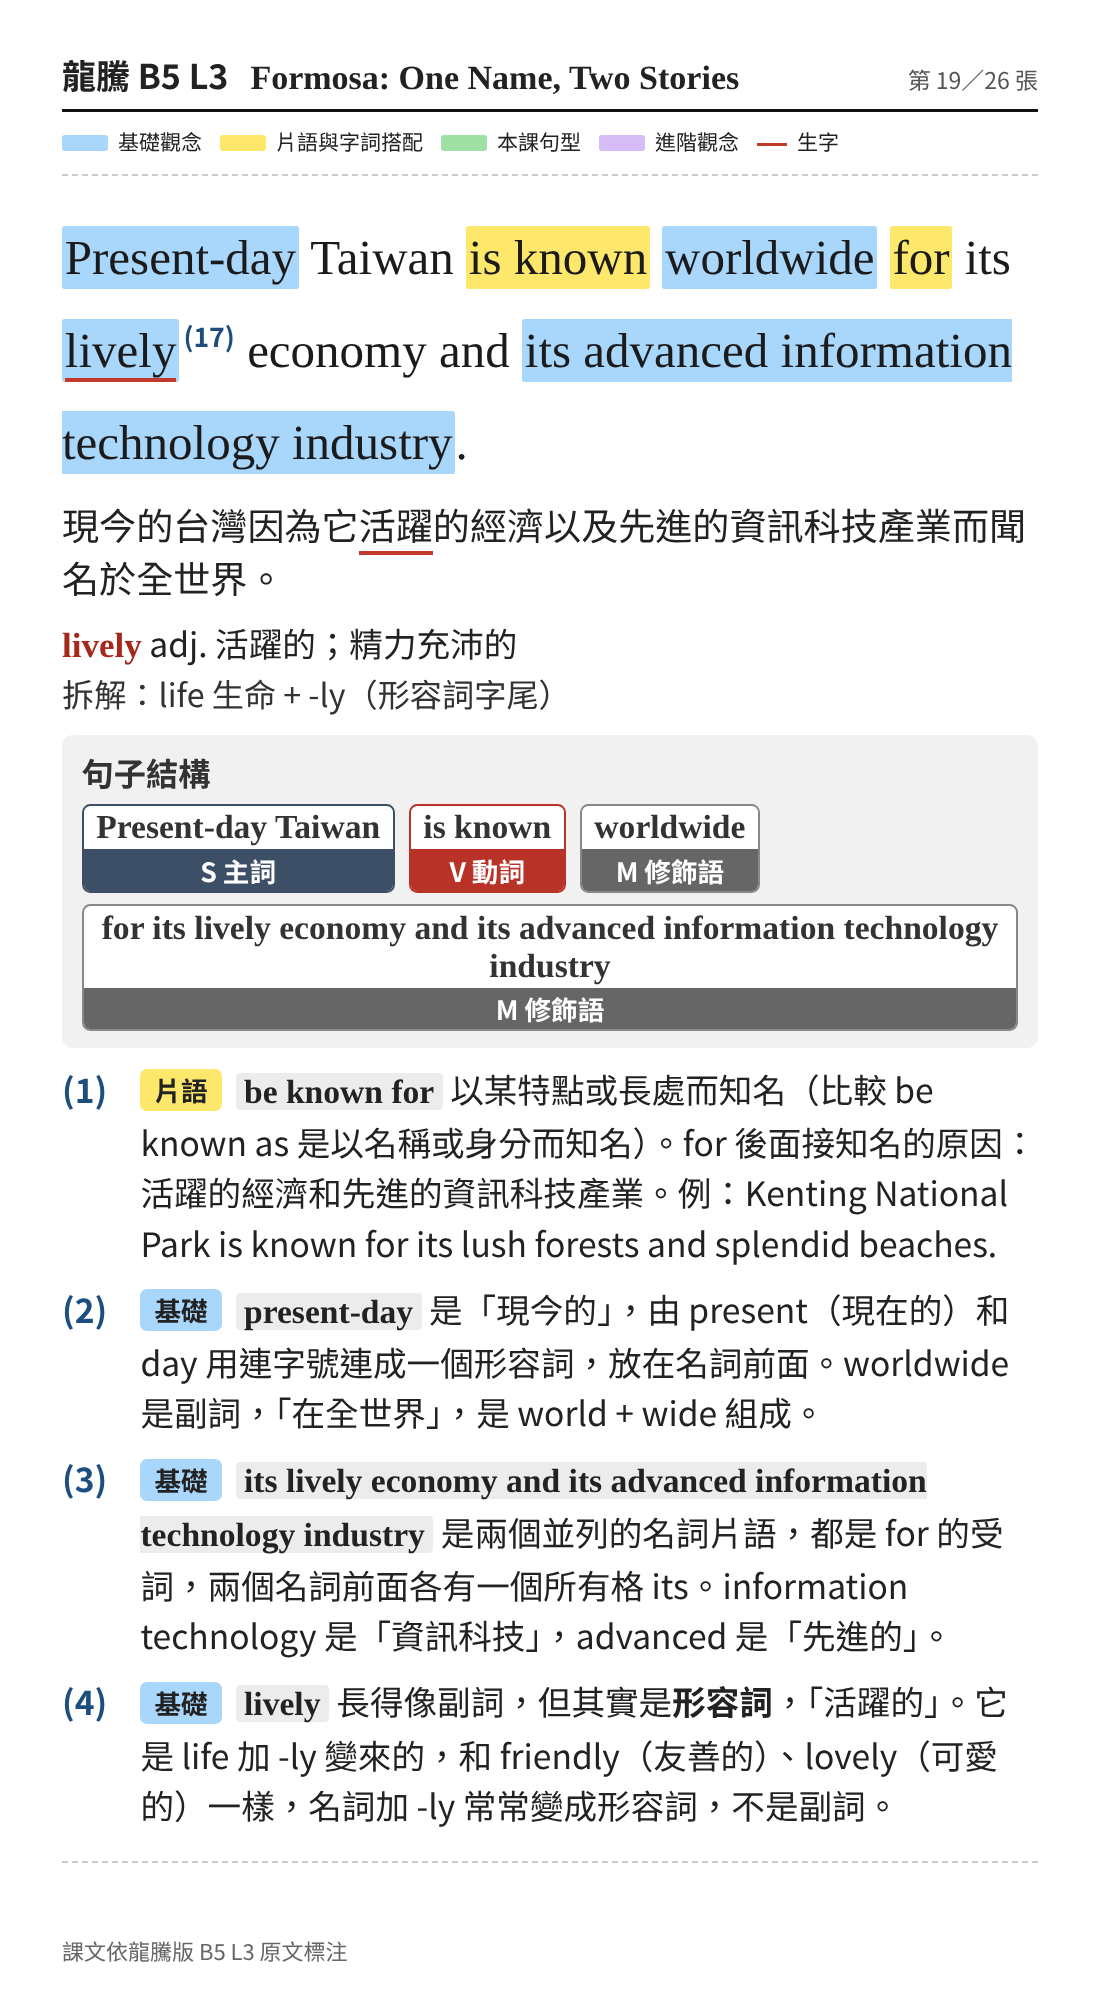 龍騰 B5 L3 Formosa: One Name, Two Stories 第 19／26 張
基礎觀念 片語與字詞搭配 本課句型 進階觀念 生字
Present-day Taiwan is known worldwide for its
lively(17) economy and its advanced information
technology industry.
現今的台灣因為它活躍的經濟以及先進的資訊科技產業而聞
名於全世界。
lively adj. 活躍的；精力充沛的
拆解：life 生命 + -ly（形容詞字尾）
句子結構
Present-day Taiwan is known worldwide
S 主詞 V 動詞 M 修飾語
for its lively economy and its advanced information technology
industry
M 修飾語
(1) 片語 be known for 以某特點或長處而知名（比較 be
known as 是以名稱或身分而知名）。for 後面接知名的原因：
活躍的經濟和先進的資訊科技產業。例：Kenting National
Park is known for its lush forests and splendid beaches.
(2) 基礎 present-day 是「現今的」，由 present（現在的）和
day 用連字號連成一個形容詞，放在名詞前面。worldwide
是副詞，「在全世界」，是 world + wide 組成。
(3) 基礎 its lively economy and its advanced information
technology industry 是兩個並列的名詞片語，都是 for 的受
詞，兩個名詞前面各有一個所有格 its。information
technology 是「資訊科技」，advanced 是「先進的」。
(4) 基礎 lively 長得像副詞，但其實是形容詞，「活躍的」。它
是 life 加 -ly 變來的，和 friendly（友善的）、lovely（可愛
的）一樣，名詞加 -ly 常常變成形容詞，不是副詞。
課文依龍騰版 B5 L3 原文標注